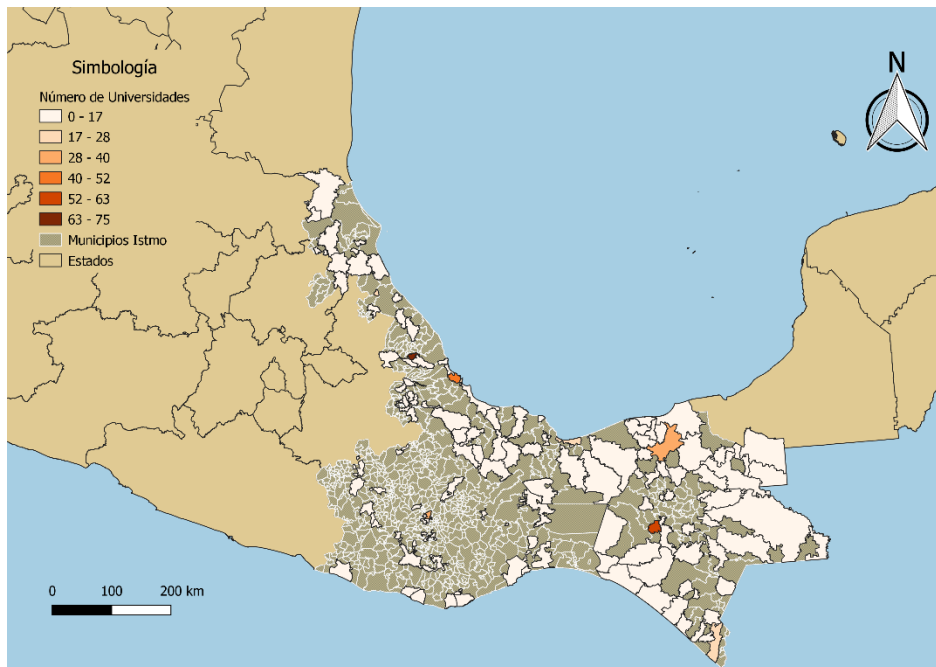 Simbología
Número de Universidades
0 - 17
17 - 28
28 - 40
40 - 52
52 - 63
63 - 75
Municipios Istmo
Estados
N
0 100 200 km